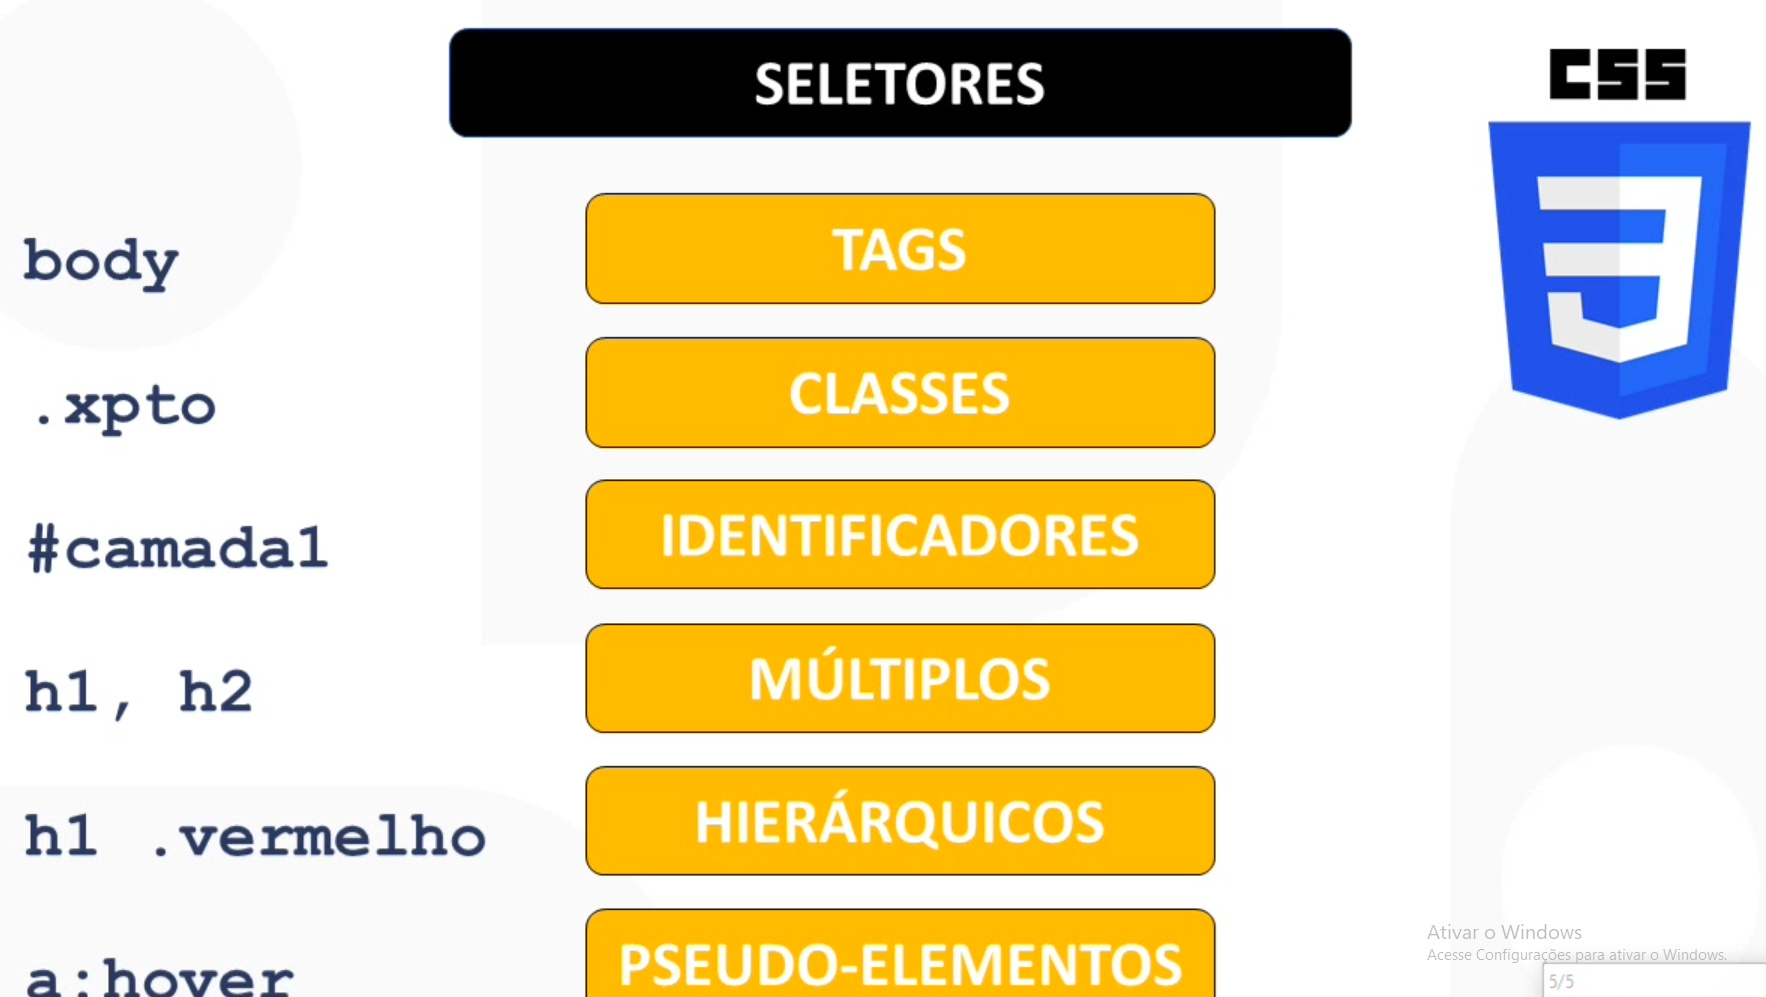 SELETORES
CSS
body
TAGS
.xpto
CLASSES
#camada1
IDENTIFICADORES
h1, h2
MÚLTIPLOS
h1 .vermelho
HIERÁRQUICOS
a:hover
PSEUDO-ELEMENTOS
Ativar o Windows
Acesse Configurações para ativar o Windows.
5/5